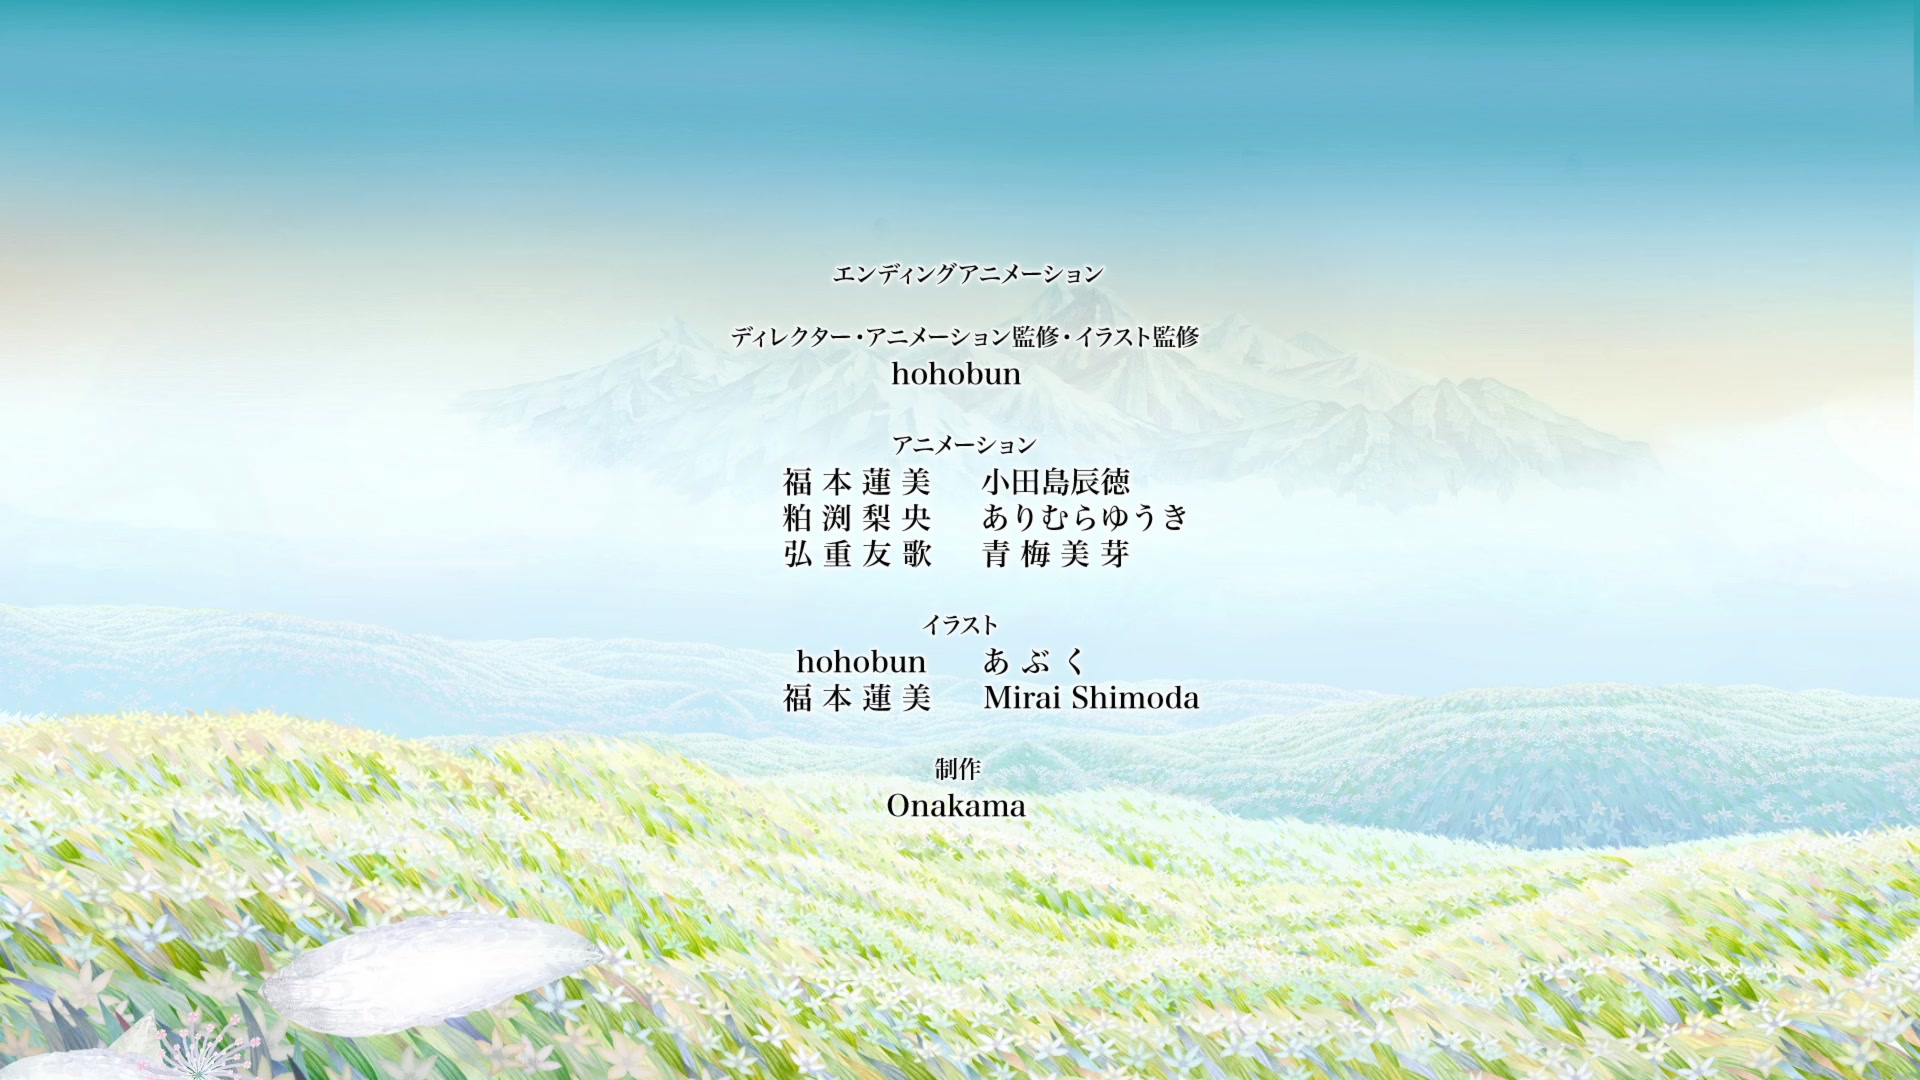 エンディングアニメーション
ディレクター・アニメーション監修・イラスト監修
hohobun
アニメーション
福本蓮美 小田島辰徳
粕渕梨央 ありむらゆうき
弘重友歌 青梅美芽
イラスト
hohobun あぶく
福本蓮美 Mirai Shimoda
制作
Onakama